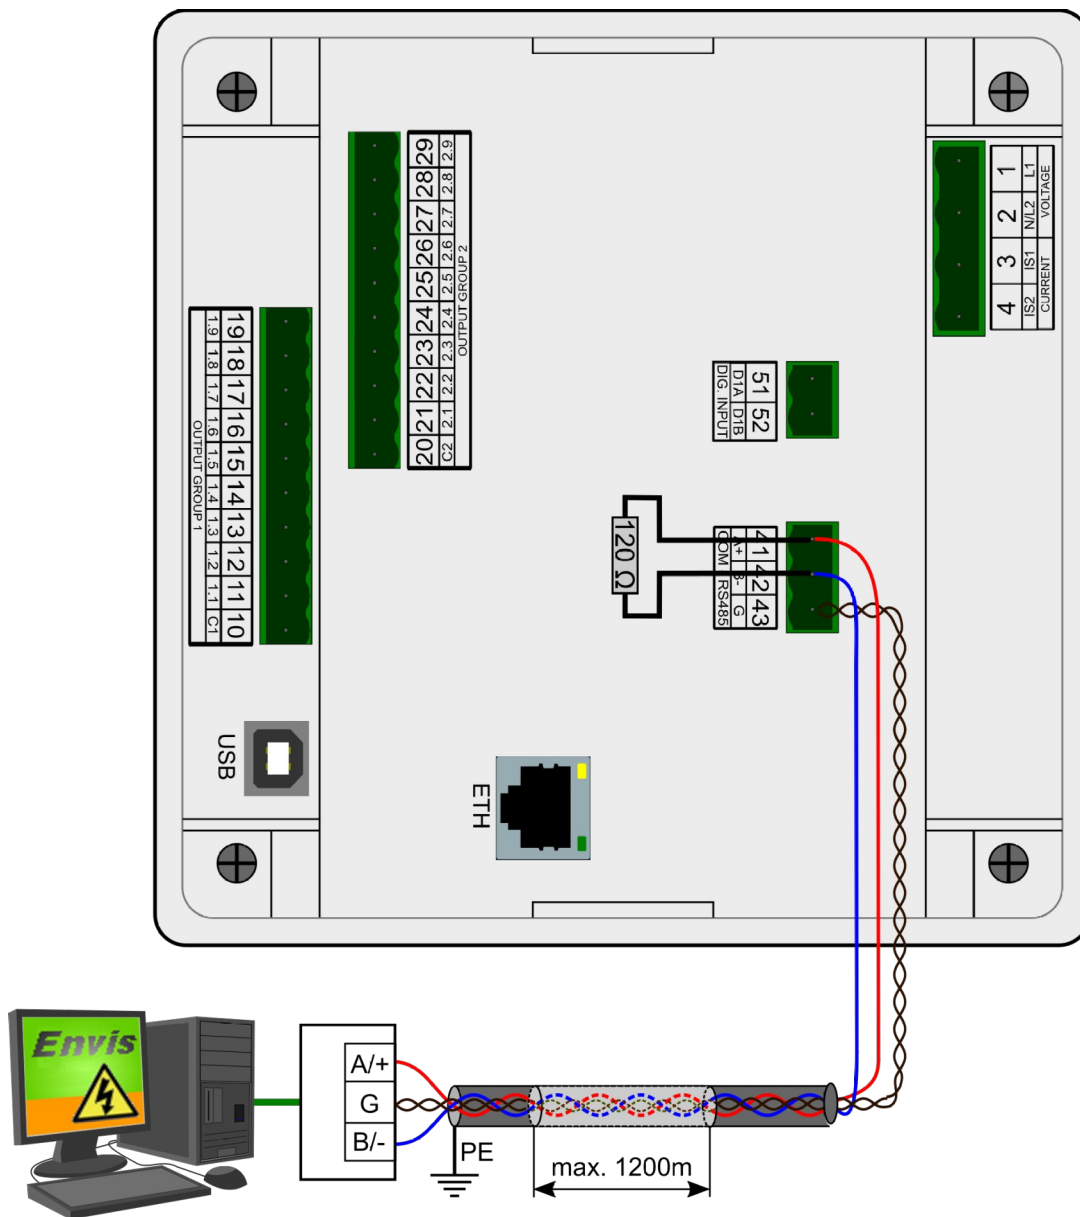 29 28 27 26 25 24 23 22 21 20
2.9 2.8 2.7 2.6 2.5 2.4 2.3 2.2 2.1 C2
OUTPUT GROUP 2
1 2 3 4
L1 N/L2 IS1 IS2
VOLTAGE CURRENT
19 18 17 16 15 14 13 12 11 10
1.9 1.8 1.7 1.6 1.5 1.4 1.3 1.2 1.1 C1
OUTPUT GROUP 1
51 52
D1A D1B
DIG. INPUT
120 Ω
41 42 43
A+ B- G
COM RS485
USB
ETH
Envis
A/+
G
B/-
PE
max. 1200m